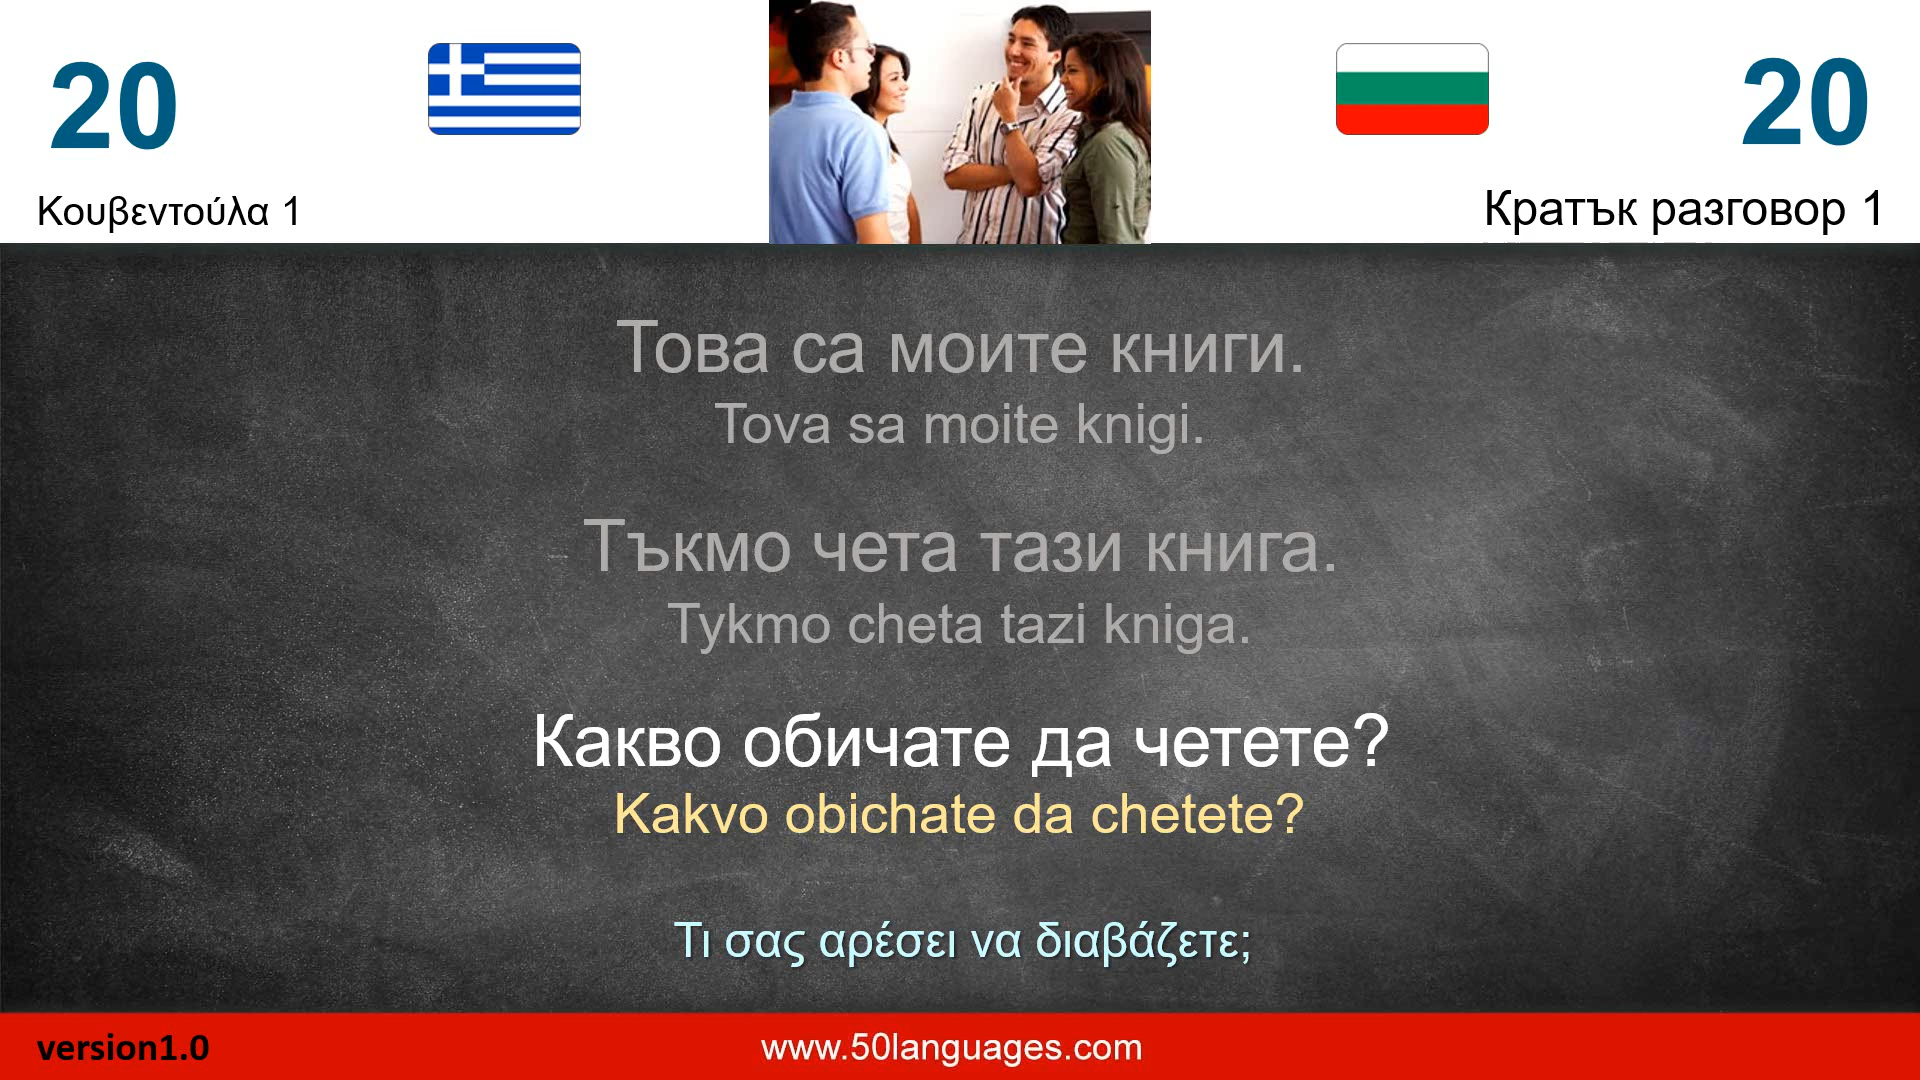 20
20
Κουβεντούλα 1
Кратък разговор 1
Това са моите книги.
Tova sa moite knigi.
Тъкмо чета тази книга.
Tykmo cheta tazi kniga.
Какво обичате да четете?
Kakvo obichate da chetete?
Τι σας αρέσει να διαβάζετε;
version1.0
www.50languages.com